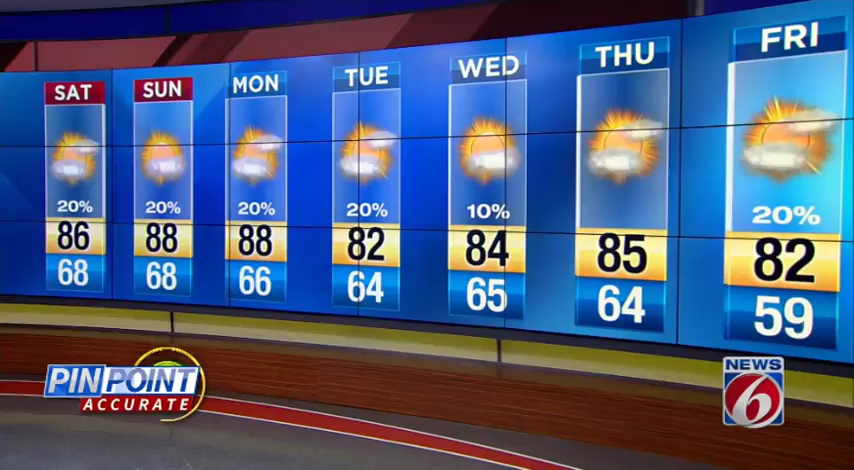 SAT SUN MON TUE WED THU FRI
20% 20% 20% 20% 10% 20%
86 88 88 82 84 85 82
68 68 66 64 65 64 59
PINPOINT
ACCURATE
NEWS
6